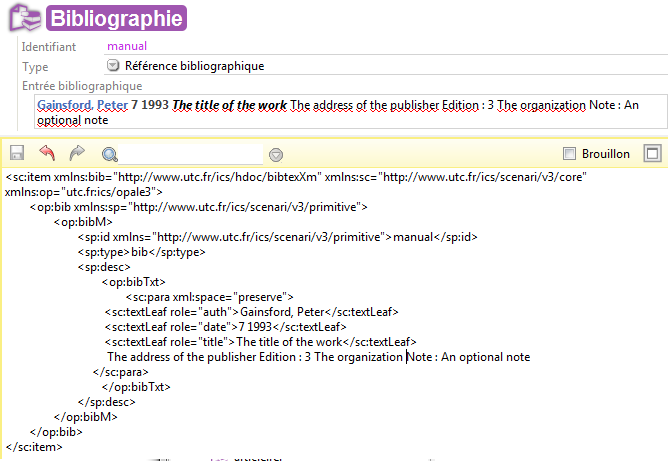 Bibliographie
Identifiant manual
Type Référence bibliographique
Entrée bibliographique
Gainsford, Peter 7 1993 The title of the work The address of the publisher Edition : 3 The organization Note : An
optional note
Brouillon
<sc:item xmlns:bib="http://www.utc.fr/ics/hdoc/bibtexXm" xmlns:sc="http://www.utc.fr/ics/scenari/v3/core"
xmlns:op="utc.fr:ics/opale3">
<op:bib xmlns:sp="http://www.utc.fr/ics/scenari/v3/primitive">
<op:bibM>
<sp:id xmlns="http://www.utc.fr/ics/scenari/v3/primitive">manual</sp:id>
<sp:type>bib</sp:type>
<sp:desc>
<op:bibTxt>
<sc:para xml:space="preserve">
<sc:textLeaf role="auth">Gainsford, Peter</sc:textLeaf>
<sc:textLeaf role="date">7 1993</sc:textLeaf>
<sc:textLeaf role="title">The title of the work</sc:textLeaf>
The address of the publisher Edition : 3 The organization Note : An optional note
</sc:para>
</op:bibTxt>
</sp:desc>
</op:bibM>
</op:bib>
</sc:item>